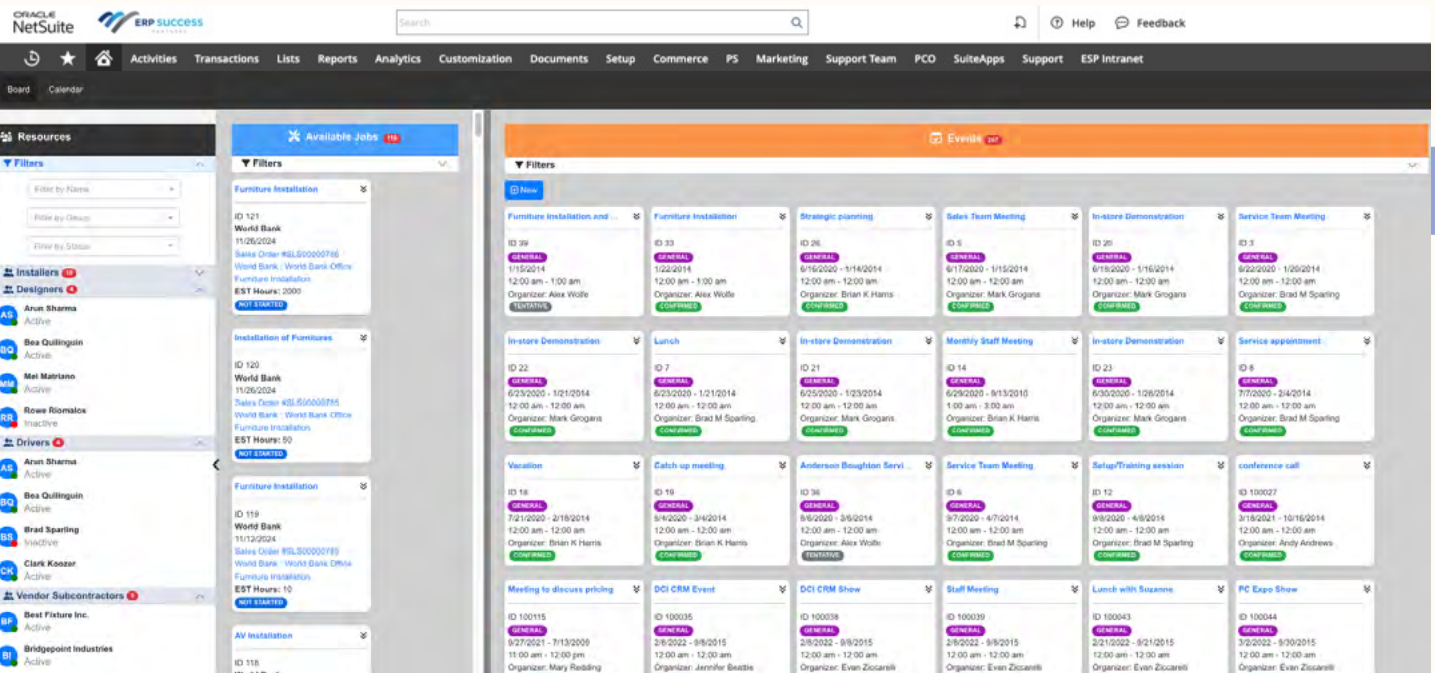 ORACLE
NetSuite
ERP SUCCESS
PARTNERS
Search
Help
Feedback
Activities Transactions Lists Reports Analytics Customization Documents Setup Commerce PS Marketing Support Team PCO SuiteApps Support ESP Intranet
Board Calendar
Resources
Filters
Filter by Name
Filter by Group
Filter by Status
Installers
Designers 4
AS Arun Sharma
Active
BQ Bea Quilinguin
Active
MM Mei Matriano
Active
RR Rowe Riomalos
Inactive
Drivers 4
AS Arun Sharma
Active
BQ Bea Quilinguin
Active
BS Brad Sparling
Inactive
CK Clark Koozer
Active
Vendor Subcontractors
BF Best Fixture Inc.
Active
BI Bridgepoint Industries
Active
Available Jobs
Filters
Furniture Installation
ID 121
World Bank
11/26/2024
Sales Order #SLS00000786
World Bank : World Bank Office
Furniture Installation
EST Hours: 2000
NOT STARTED
Installation of Furnitures
ID 120
World Bank
11/26/2024
Sales Order #SLS00000785
World Bank : World Bank Office
Furniture Installation
EST Hours: 50
NOT STARTED
Furniture Installation
ID 119
World Bank
11/12/2024
Sales Order
World Bank : World Bank Office
Furniture Installation
EST Hours: 10
NOT STARTED
AV Installation
ID 118
Events
Filters
New
Furniture Installation and ...
ID 39
GENERAL
1/15/2014
12:00 am - 1:00 am
Organizer: Alex Wolfe
TENTATIVE
Furniture Installation
ID 33
GENERAL
1/22/2014
12:00 am - 1:00 am
Organizer: Alex Wolfe
CONFIRMED
Strategic planning
ID 26
GENERAL
6/16/2020 - 1/14/2014
12:00 am - 12:00 am
Organizer: Brian K Harris
CONFIRMED
Sales Team Meeting
ID 5
GENERAL
6/17/2020 - 1/15/2014
12:00 am - 12:00 am
Organizer: Mark Grogans
CONFIRMED
In-store Demonstration
ID 20
GENERAL
6/18/2020 - 1/16/2014
12:00 am - 12:00 am
Organizer: Mark Grogans
CONFIRMED
Service Team Meeting
ID 3
GENERAL
6/22/2020 - 1/20/2014
12:00 am - 12:00 am
Organizer: Brad M Sparling
CONFIRMED
In-store Demonstration
ID 22
GENERAL
6/23/2020 - 1/21/2014
12:00 am - 12:00 am
Organizer: Mark Grogans
CONFIRMED
Lunch
ID 7
GENERAL
6/23/2020 - 1/21/2014
12:00 am - 12:00 am
Organizer: Brad M Sparling
CONFIRMED
In-store Demonstration
ID 21
GENERAL
6/25/2020 - 1/23/2014
12:00 am - 12:00 am
Organizer: Mark Grogans
CONFIRMED
Monthly Staff Meeting
ID 14
GENERAL
6/29/2020 - 9/13/2010
1:00 am - 3:00 am
Organizer: Brian K Harris
CONFIRMED
In-store Demonstration
ID 23
GENERAL
6/30/2020 - 1/28/2014
12:00 am - 12:00 am
Organizer: Mark Grogans
CONFIRMED
Service appointment
ID 8
GENERAL
7/7/2020 - 2/4/2014
12:00 am - 12:00 am
Organizer: Brad M Sparling
CONFIRMED
Vacation
ID 18
GENERAL
7/21/2020 - 2/18/2014
12:00 am - 12:00 am
Organizer: Brian K Harris
CONFIRMED
Catch up meeting
ID 19
GENERAL
8/4/2020 - 3/4/2014
12:00 am - 12:00 am
Organizer: Brian K Harris
CONFIRMED
Anderson Boughton Servi ...
ID 36
GENERAL
8/6/2020 - 3/6/2014
12:00 am - 12:00 am
Organizer: Alex Wolfe
TENTATIVE
Service Team Meeting
ID 6
GENERAL
9/7/2020 - 4/7/2014
12:00 am - 12:00 am
Organizer: Brad M Sparling
CONFIRMED
Setup/Training session
ID 12
GENERAL
9/8/2020 - 4/8/2014
12:00 am - 12:00 am
Organizer: Brad M Sparling
CONFIRMED
conference call
ID 100027
GENERAL
3/18/2021 - 10/16/2014
12:00 am - 12:00 am
Organizer: Andy Andrews
CONFIRMED
Meeting to discuss pricing
ID 100115
GENERAL
9/27/2021 - 7/13/2009
11:00 am - 12:00 pm
Organizer: Mary Redding
DCI CRM Event
ID 100035
GENERAL
2/8/2022 - 9/8/2015
12:00 am - 12:00 am
Organizer: Jennifer Beattie
DCI CRM Show
ID 100038
GENERAL
2/8/2022 - 9/8/2015
12:00 am - 12:00 am
Organizer: Evan Ziccarelli
Staff Meeting
ID 100039
GENERAL
2/8/2022 - 9/8/2015
12:00 am - 12:00 am
Organizer: Evan Ziccarelli
Lunch with Suzanne
ID 100043
GENERAL
2/21/2022 - 9/21/2015
12:00 am - 12:00 am
Organizer: Evan Ziccarelli
PC Expo Show
ID 100044
GENERAL
3/2/2022 - 9/30/2015
12:00 am - 12:00 am
Organizer: Evan Ziccarelli